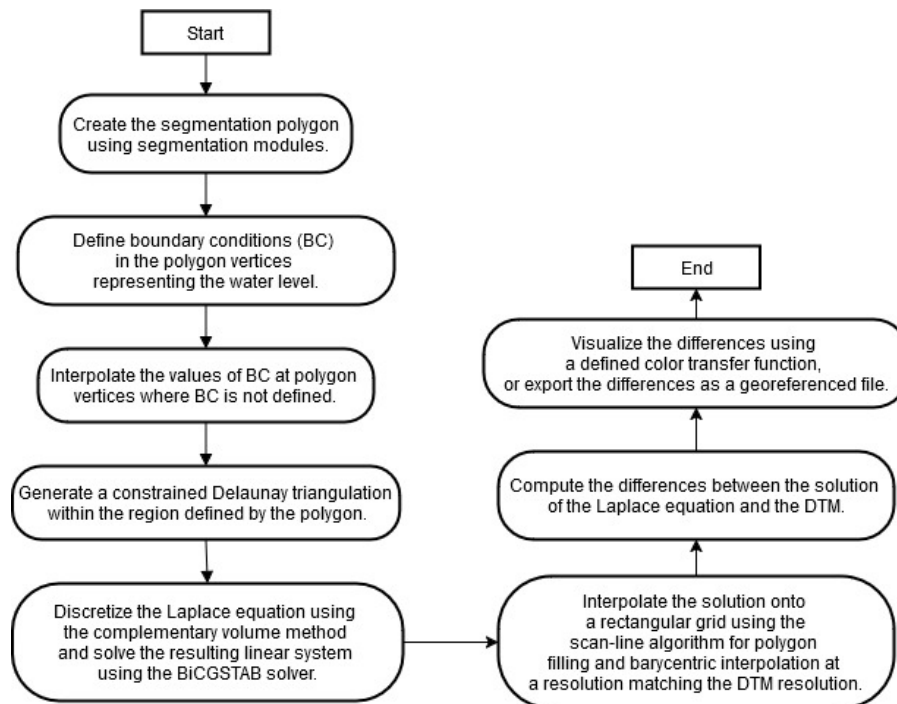 Start
Create the segmentation polygon
using segmentation modules.
Define boundary conditions (BC)
in the polygon vertices
representing the water level.
Interpolate the values of BC at polygon
vertices where BC is not defined.
Generate a constrained Delaunay triangulation
within the region defined by the polygon.
Discretize the Laplace equation using
the complementary volume method
and solve the resulting linear system
using the BiCGSTAB solver.
Interpolate the solution onto
a rectangular grid using the
scan-line algorithm for polygon
filling and barycentric interpolation at
a resolution matching the DTM resolution.
Compute the differences between the solution
of the Laplace equation and the DTM.
Visualize the differences using
a defined color transfer function,
or export the differences as a georeferenced file.
End